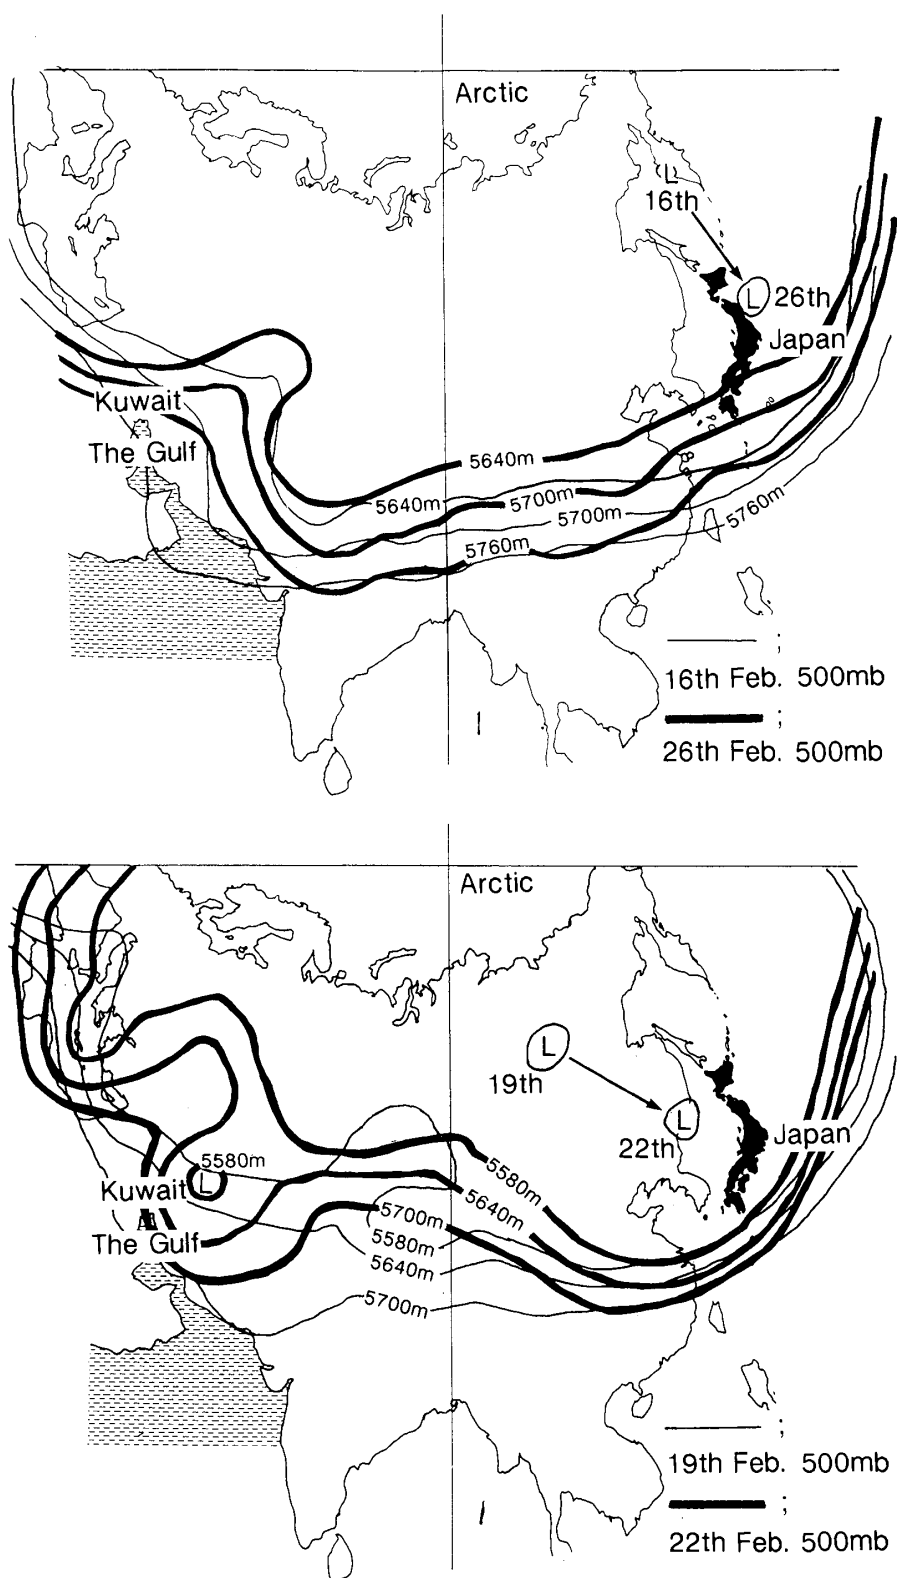 Arctic
L
16th
L 26th
Japan
Kuwait
The Gulf
5640m
5640m
5700m
5700m
5760m
5760m
;
16th Feb. 500mb
;
26th Feb. 500mb
Arctic
L
19th
L
22th
Japan
5580m
Kuwait L
The Gulf
5580m
5640m
5700m
5580m
5640m
5700m
;
19th Feb. 500mb
;
22th Feb. 500mb